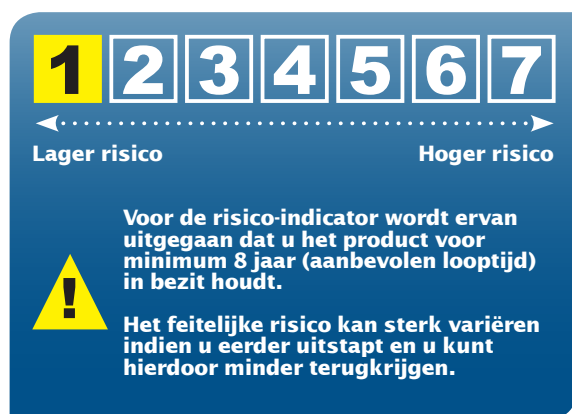 1 2 3 4 5 6 7
Lager risico Hoger risico
Voor de risico-indicator wordt ervan
uitgegaan dat u het product voor
minimum 8 jaar (aanbevolen looptijd)
in bezit houdt.
!
Het feitelijke risico kan sterk variëren
indien u eerder uitstapt en u kunt
hierdoor minder terugkrijgen.